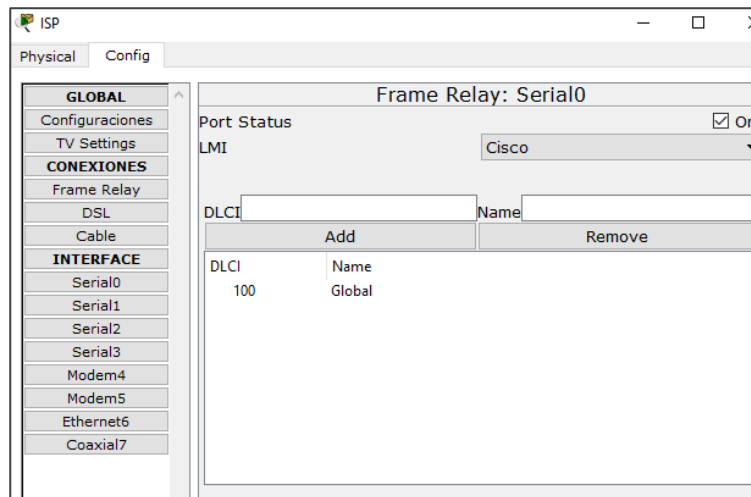 ISP
Physical Config
GLOBAL
Configuraciones
TV Settings
CONEXIONES
Frame Relay
DSL
Cable
INTERFACE
Serial0
Serial1
Serial2
Serial3
Modem4
Modem5
Ethernet6
Coaxial7
Frame Relay: Serial0
Port Status On
LMI Cisco
DLCI Name
Add Remove
DLCI Name
100 Global